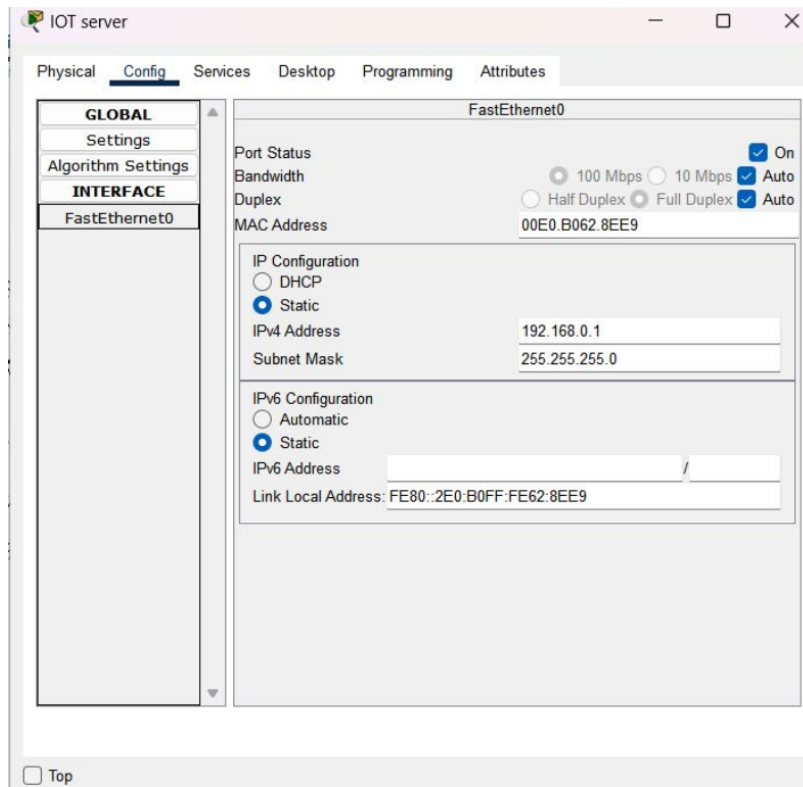 IOT server
Physical Config Services Desktop Programming Attributes
GLOBAL
Settings
Algorithm Settings
INTERFACE
FastEthernet0
FastEthernet0
Port Status On
Bandwidth 100 Mbps 10 Mbps Auto
Duplex Half Duplex Full Duplex Auto
MAC Address 00E0.B062.8EE9
IP Configuration
DHCP
Static
IPv4 Address 192.168.0.1
Subnet Mask 255.255.255.0
IPv6 Configuration
Automatic
Static
IPv6 Address /
Link Local Address: FE80::2E0:B0FF:FE62:8EE9
Top